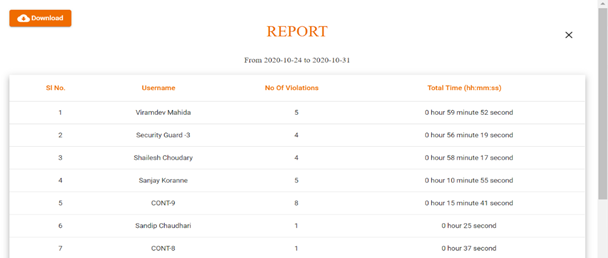 Download
REPORT
From 2020-10-24 to 2020-10-31
Sl No. Username No Of Violations Total Time (hh:mm:ss)
1 Viramdev Mahida 5 0 hour 59 minute 52 second
2 Security Guard -3 4 0 hour 56 minute 19 second
3 Shailesh Choudary 4 0 hour 58 minute 17 second
4 Sanjay Koranne 5 0 hour 10 minute 55 second
5 CONT-9 8 0 hour 15 minute 41 second
6 Sandip Chaudhari 1 0 hour 25 second
7 CONT-8 1 0 hour 37 second